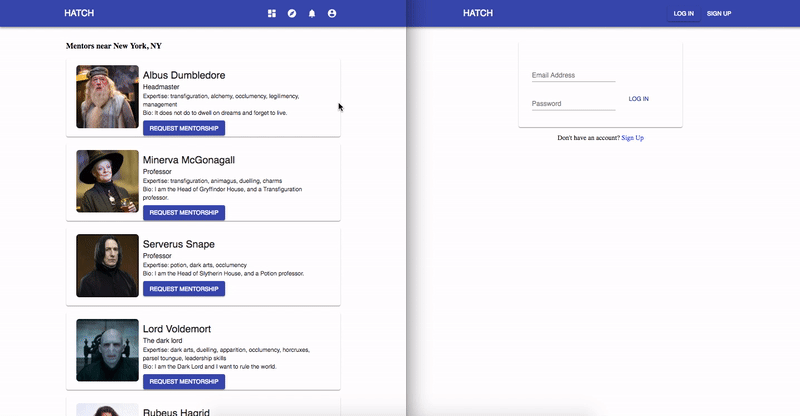 HATCH
Mentors near New York, NY
Albus Dumbledore
Headmaster
Expertise: transfiguration, alchemy, occlumency, legilimency,
management
Bio: It does not do to dwell on dreams and forget to live.
REQUEST MENTORSHIP
Minerva McGonagall
Professor
Expertise: transfiguration, animagus, duelling, charms
Bio: I am the Head of Gryffindor House, and a Transfiguration
professor.
REQUEST MENTORSHIP
Serverus Snape
Professor
Expertise: potion, dark arts, occlumency
Bio: I am the Head of Slytherin House, and a Potion professor.
REQUEST MENTORSHIP
Lord Voldemort
The dark lord
Expertise: dark arts, duelling, apparition, occlumency, horcruxes,
parsel toungue, leadership skills
Bio: I am the Dark Lord and I want to rule the world.
REQUEST MENTORSHIP
Rubeus Hagrid
HATCH
LOG IN
SIGN UP
Email Address
Password
LOG IN
Don't have an account? Sign Up